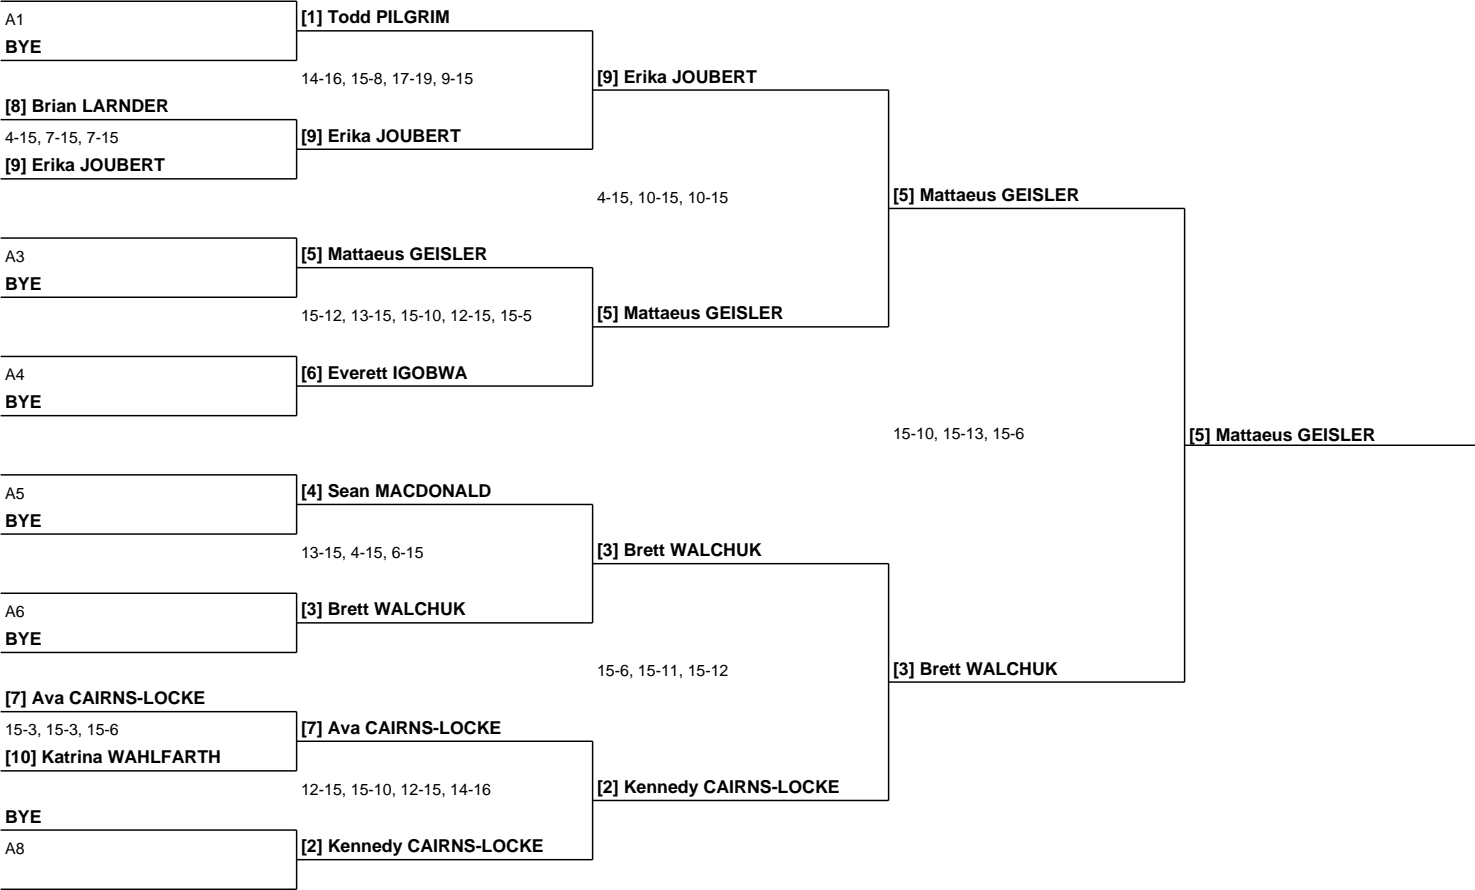 A1
BYE
[1] Todd PILGRIM
14-16, 15-8, 17-19, 9-15
[9] Erika JOUBERT
[8] Brian LARNDER
4-15, 7-15, 7-15
[9] Erika JOUBERT
[9] Erika JOUBERT
4-15, 10-15, 10-15
[5] Mattaeus GEISLER
A3
BYE
[5] Mattaeus GEISLER
15-12, 13-15, 15-10, 12-15, 15-5
[5] Mattaeus GEISLER
A4
BYE
[6] Everett IGOBWA
15-10, 15-13, 15-6
[5] Mattaeus GEISLER
A5
BYE
[4] Sean MACDONALD
13-15, 4-15, 6-15
[3] Brett WALCHUK
A6
BYE
[3] Brett WALCHUK
15-6, 15-11, 15-12
[3] Brett WALCHUK
[7] Ava CAIRNS-LOCKE
15-3, 15-3, 15-6
[10] Katrina WAHLFARTH
[7] Ava CAIRNS-LOCKE
12-15, 15-10, 12-15, 14-16
[2] Kennedy CAIRNS-LOCKE
BYE
A8
[2] Kennedy CAIRNS-LOCKE